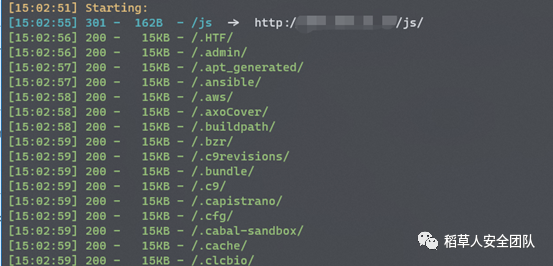 [15:02:51] Starting:
[15:02:55] 301 -  162B  - /js  ->  http:/ /js/
[15:02:56] 200 -   15KB - /.HTF/
[15:02:56] 200 -   15KB - /.admin/
[15:02:57] 200 -   15KB - /.apt_generated/
[15:02:57] 200 -   15KB - /.ansible/
[15:02:58] 200 -   15KB - /.aws/
[15:02:58] 200 -   15KB - /.axoCover/
[15:02:58] 200 -   15KB - /.buildpath/
[15:02:59] 200 -   15KB - /.bzr/
[15:02:59] 200 -   15KB - /.c9revisions/
[15:02:59] 200 -   15KB - /.bundle/
[15:02:59] 200 -   15KB - /.c9/
[15:02:59] 200 -   15KB - /.capistrano/
[15:02:59] 200 -   15KB - /.cfg/
[15:02:59] 200 -   15KB - /.cabal-sandbox/
[15:02:59] 200 -   15KB - /.cache/
[15:02:59] 200 -   15KB - /.clcbio/
稻草人安全团队